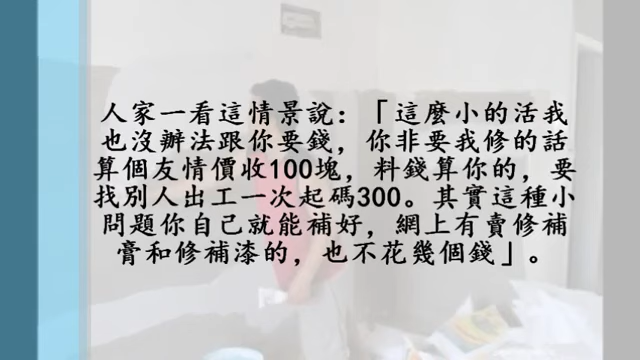 人家一看這情景說：「這麼小的活我
也沒辦法跟你要錢，你非要我修的話
算個友情價收100塊，料錢算你的，要
找別人出工一次起碼300。其實這種小
問題你自己就能補好，網上有賣修補
膏和修補漆的，也不花幾個錢」。